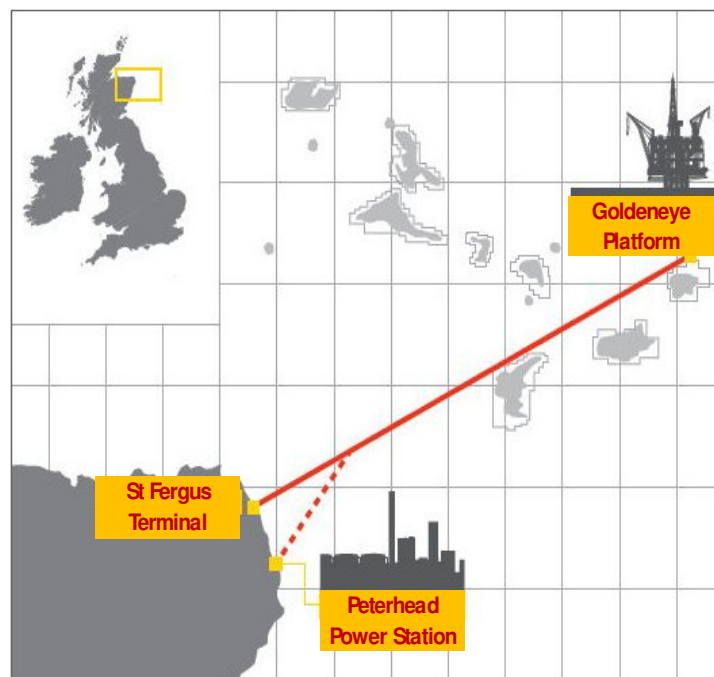 Goldeneye
Platform
St Fergus
Terminal
Peterhead
Power Station